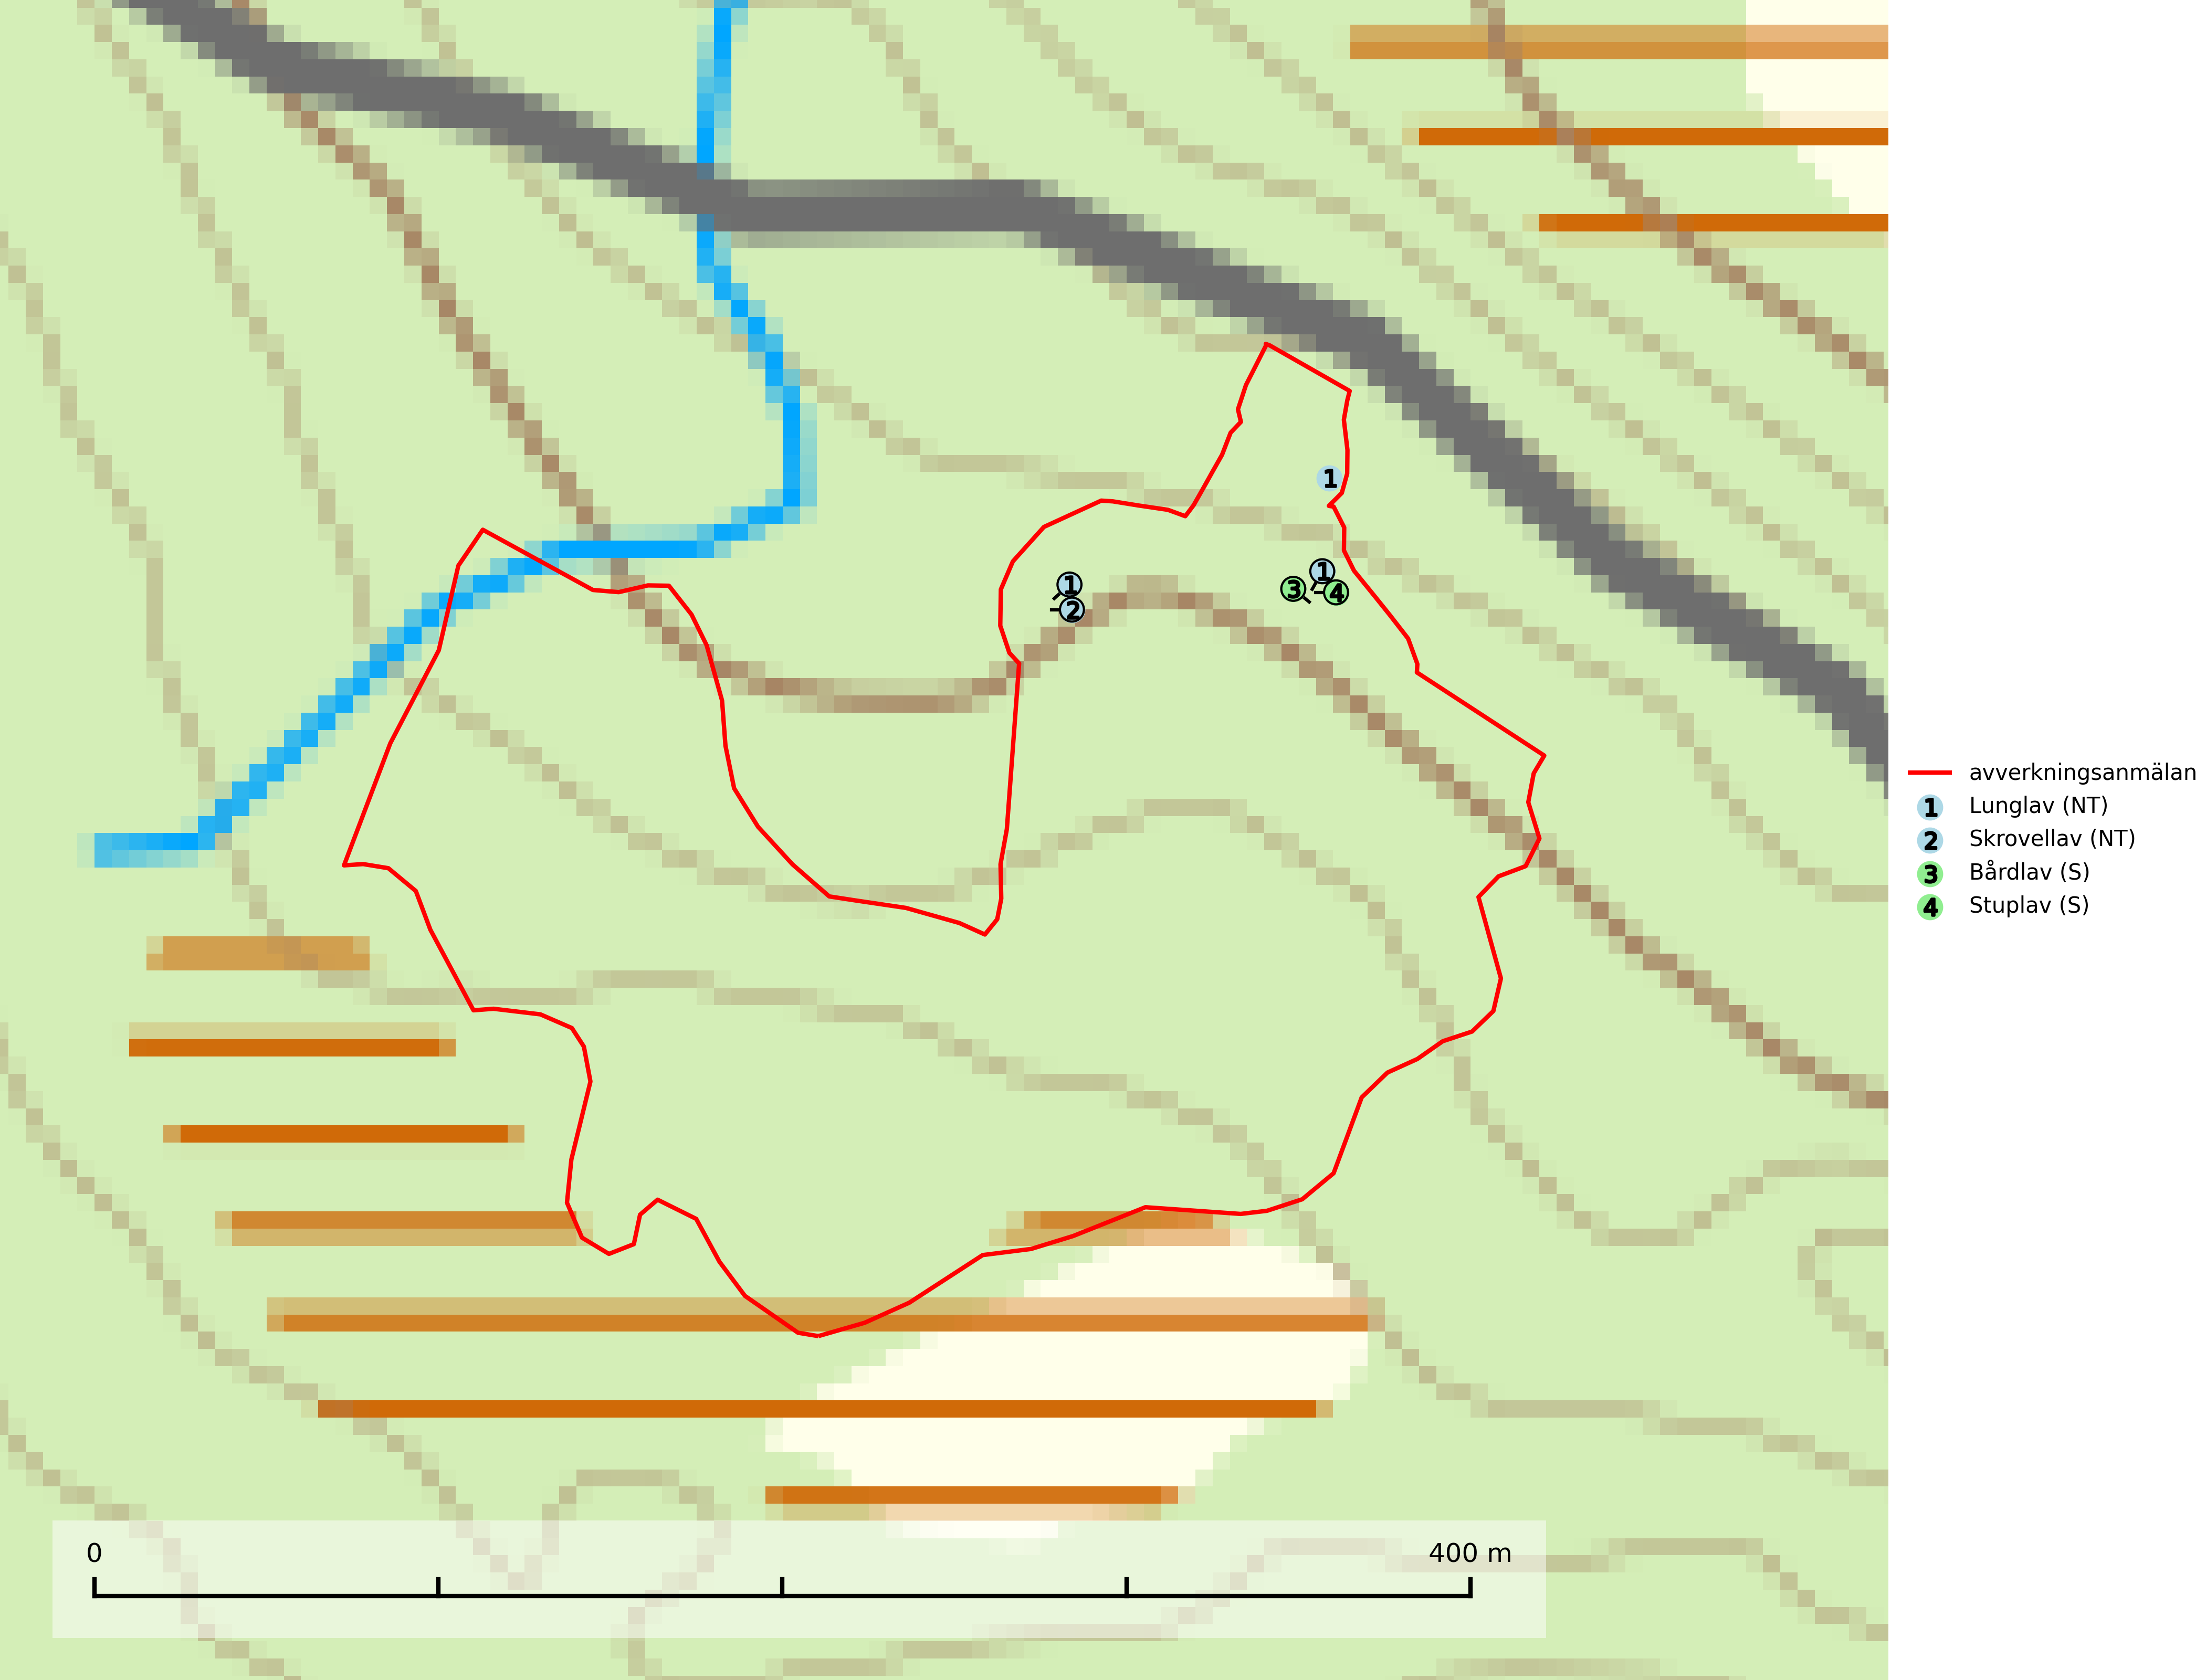 1
1
1
3
4
2
avverkningsanmälan
1 Lunglav (NT)
2 Skrovellav (NT)
3 Bårdlav (S)
4 Stuplav (S)
0 400 m